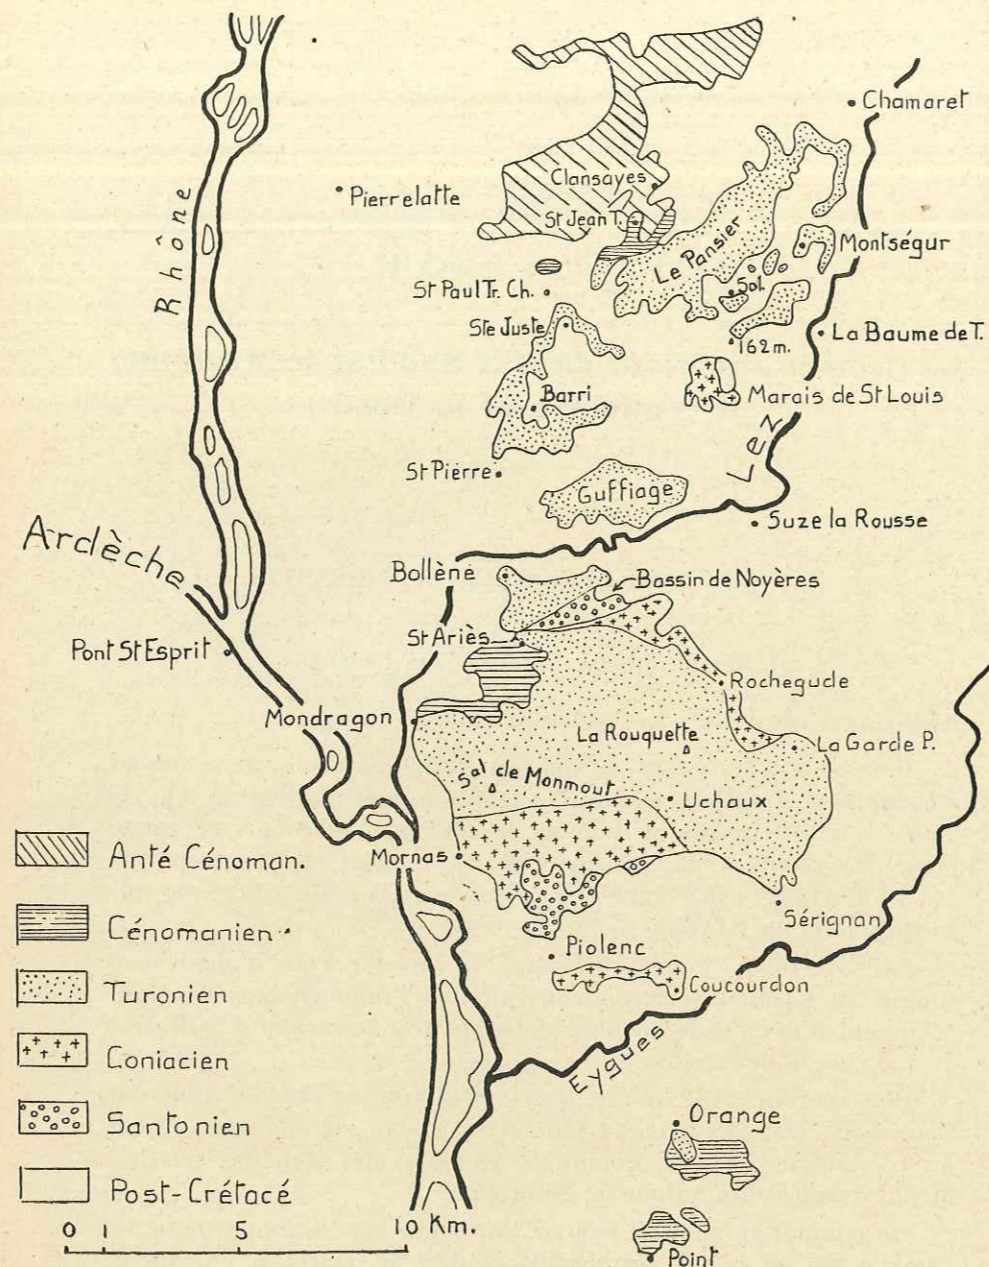 Chamaret
Rhône
Pierrelatte
Clansayes
St Jean T.
Le Pansier
Montségur
St Paul Tr. Ch.
Sol.
Ste Juste
162 m.
La Baume de T.
Barri
Marais de St Louis
Lez
St Piérre
Guffiage
Suze la Rousse
Ardèche
Bollène
Bassin de Noyères
St Ariès
Pont St Esprit
Rochegude
Mondragon
La Rouquette
La Garde P.
Sal de Monmout
Uchaux
Mornas
Sérignan
Piolenc
Coucourdon
Eygues
Orange
Point
Anté Cénoman.
Cénomanien
Turonien
Coniacien
Santonien
Post-Crétacé
0 1 5 10 Km.